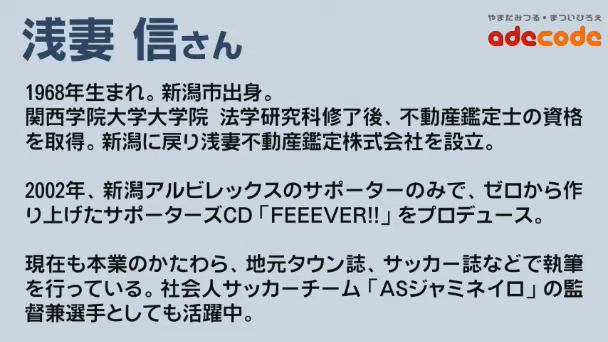 浅妻 信さん
やまだみつる・まついひろえ
adecode
1968年生まれ。新潟市出身。
関西学院大学大学院 法学研究科修了後、不動産鑑定士の資格
を取得。新潟に戻り浅妻不動産鑑定株式会社を設立。
2002年、新潟アルビレックスのサポーターのみで、ゼロから作
り上げたサポーターズCD「FEEEVER!!」をプロデュース。
現在も本業のかたわら、地元タウン誌、サッカー誌などで執筆
を行っている。社会人サッカーチーム「ASジャミネイロ」の監
督兼選手としても活躍中。